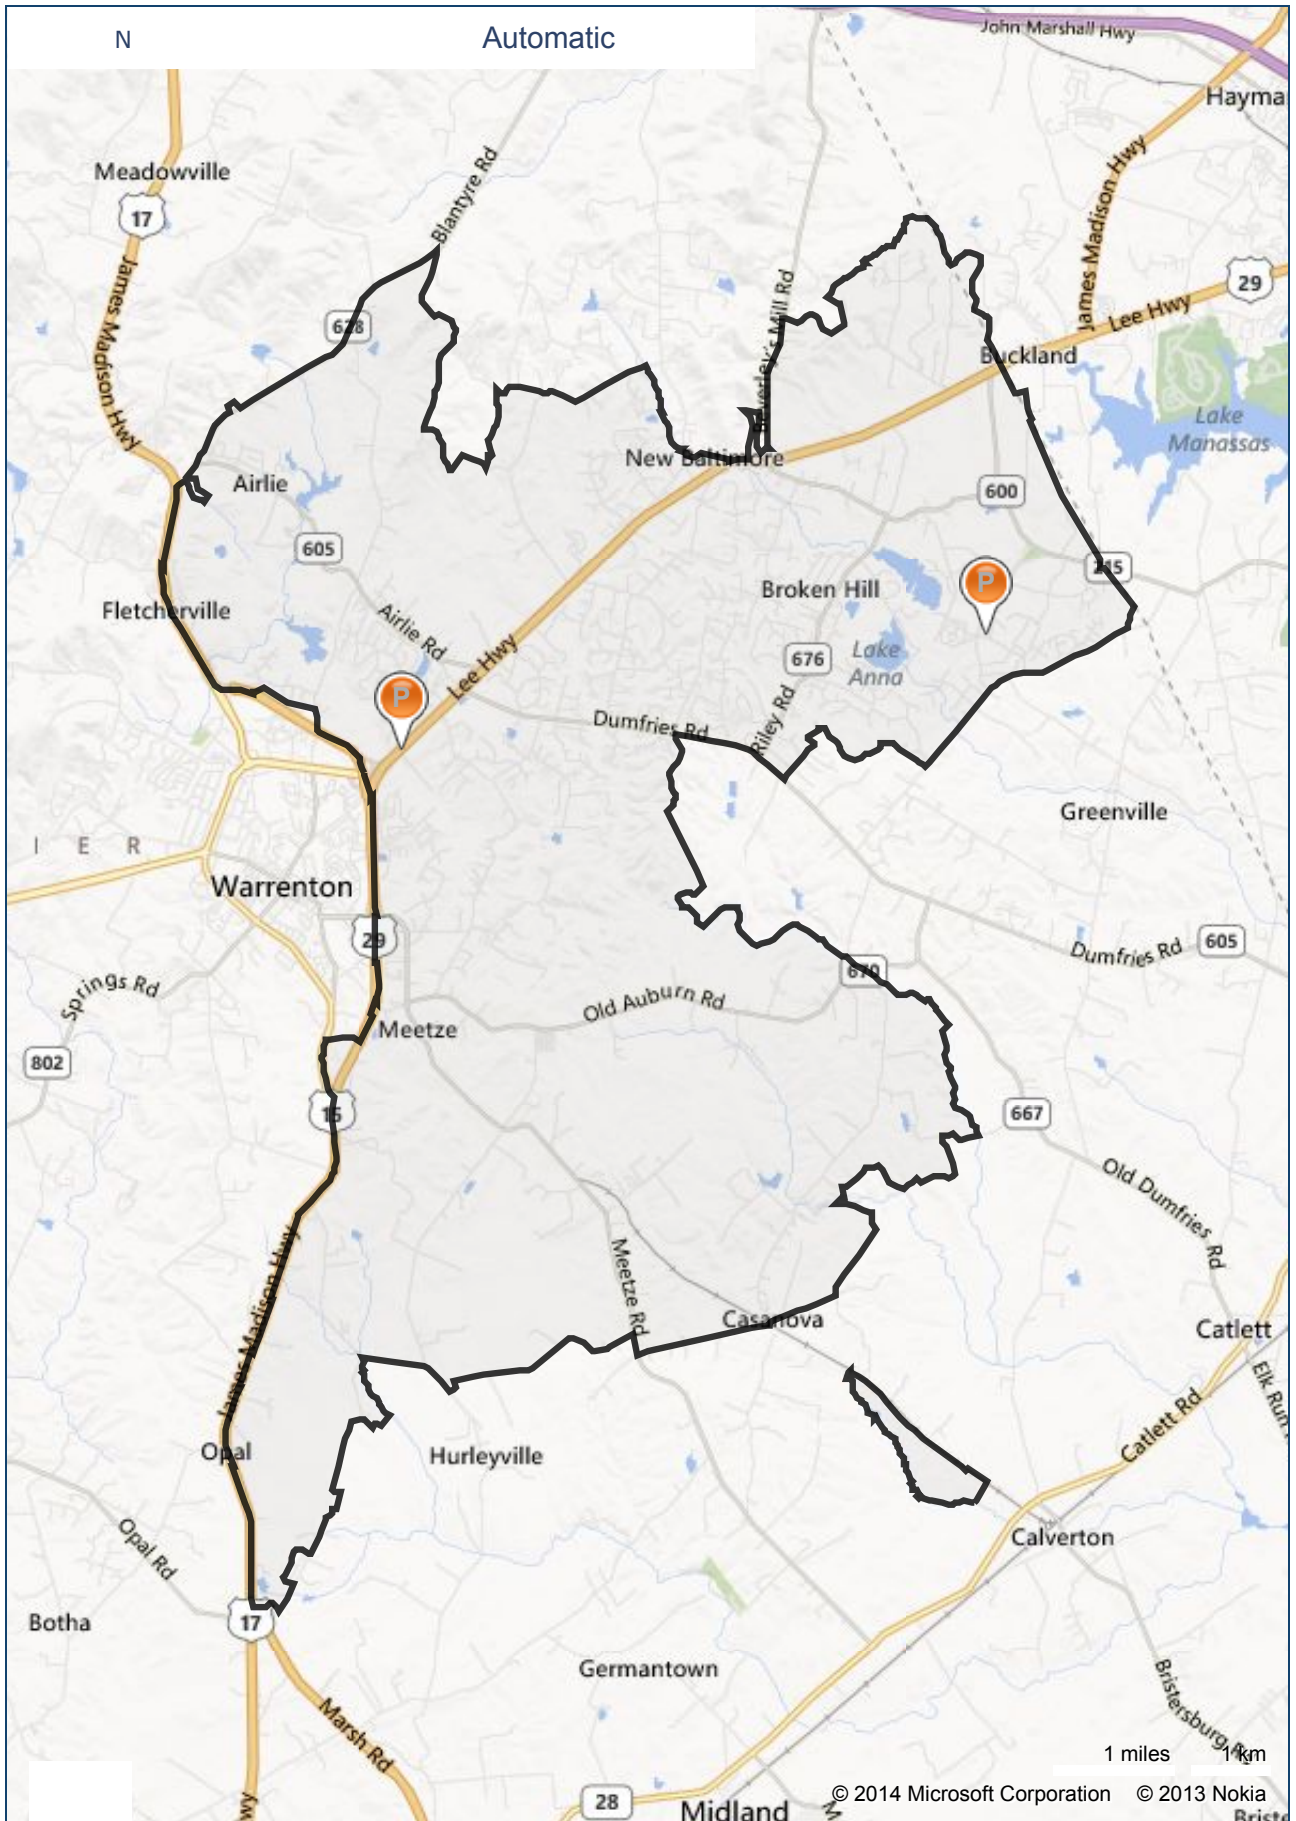 N
Automatic
John Marshall Hwy
Hayma
Meadowville
17
Blantyre Rd
James Madison Hwy
29
James Madison Hwy
Beverley's Mill Rd
Lee Hwy
628
Buckland
Lake
Manassas
New Baltimore
Airlie
600
605
215
P
Broken Hill
Fletcherville
Airlie Rd
676
Lake
Anna
Lee Hwy
P
Dumfries Rd
Riley Rd
Greenville
I E R
Warrenton
29
605
Dumfries Rd
670
Springs Rd
Old Auburn Rd
Meetze
802
15
667
Old Dumfries Rd
Meetze Rd
James Madison Hwy
Casanova
Catlett
Elk Run
Catlett Rd
Opal
Hurleyville
Opal Rd
Calverton
Botha
17
Germantown
Marsh Rd
Bristersburg Rd
1 miles
1 km
wy
28
Midland
M
© 2014 Microsoft Corporation
© 2013 Nokia
Briste